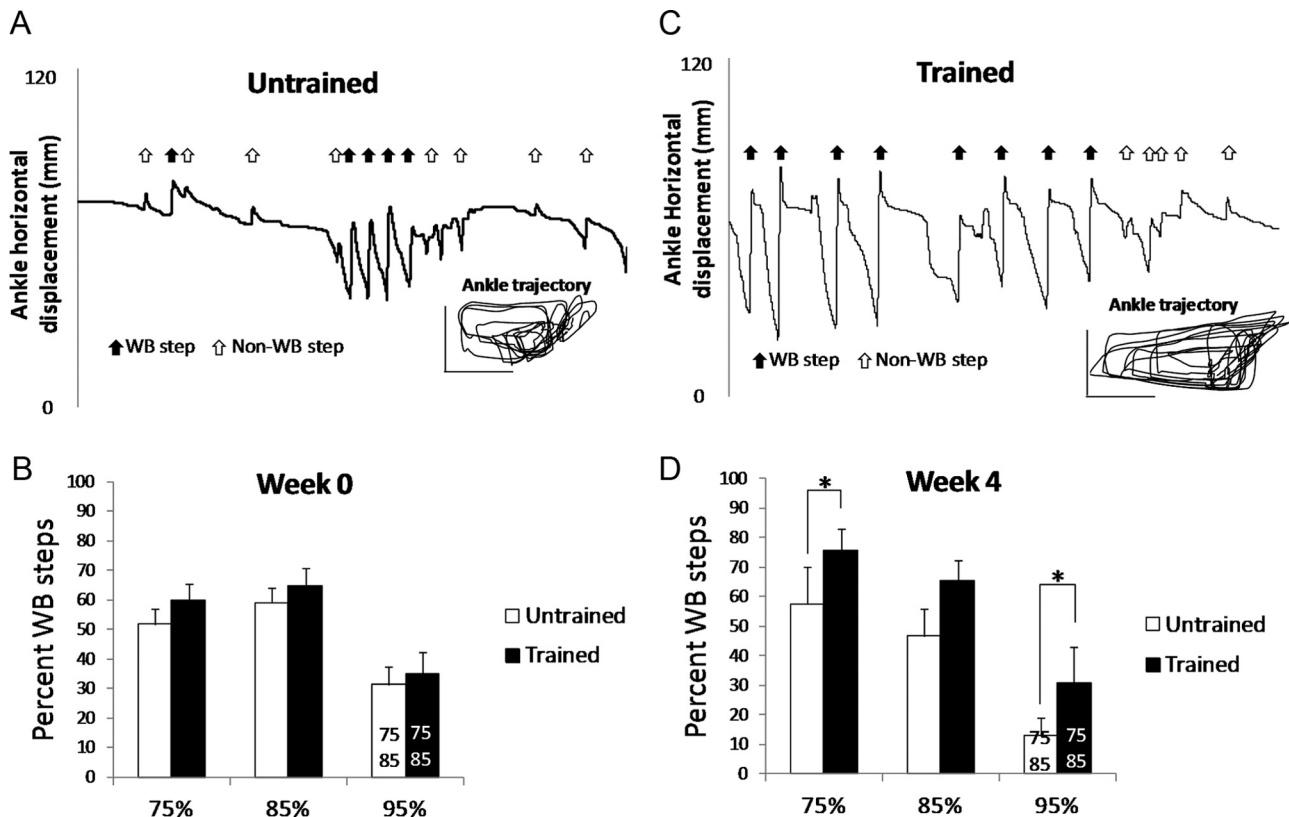 A
120
Untrained
Ankle horizontal
displacement (mm)
Ankle trajectory
WB step
Non-WB step
0
C
120
Trained
Ankle Horizontal
displacement (mm)
Ankle trajectory
WB step
Non-WB step
0
B
Week 0
Percent WB steps
100
90
80
70
60
50
40
30
20
10
0
75 75
85 85
75%
85%
95%
Untrained
Trained
D
Week 4
Percent WB steps
100
90
80
70
60
50
40
30
20
10
0
*
*
75 75
85 85
75%
85%
95%
Untrained
Trained